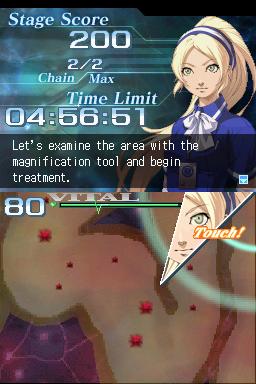 Stage Score
200
2/2
Chain / Max
Time Limit
04:56:51
Let's examine the area with the
magnification tool and begin
treatment.
80 VITAL
Touch!